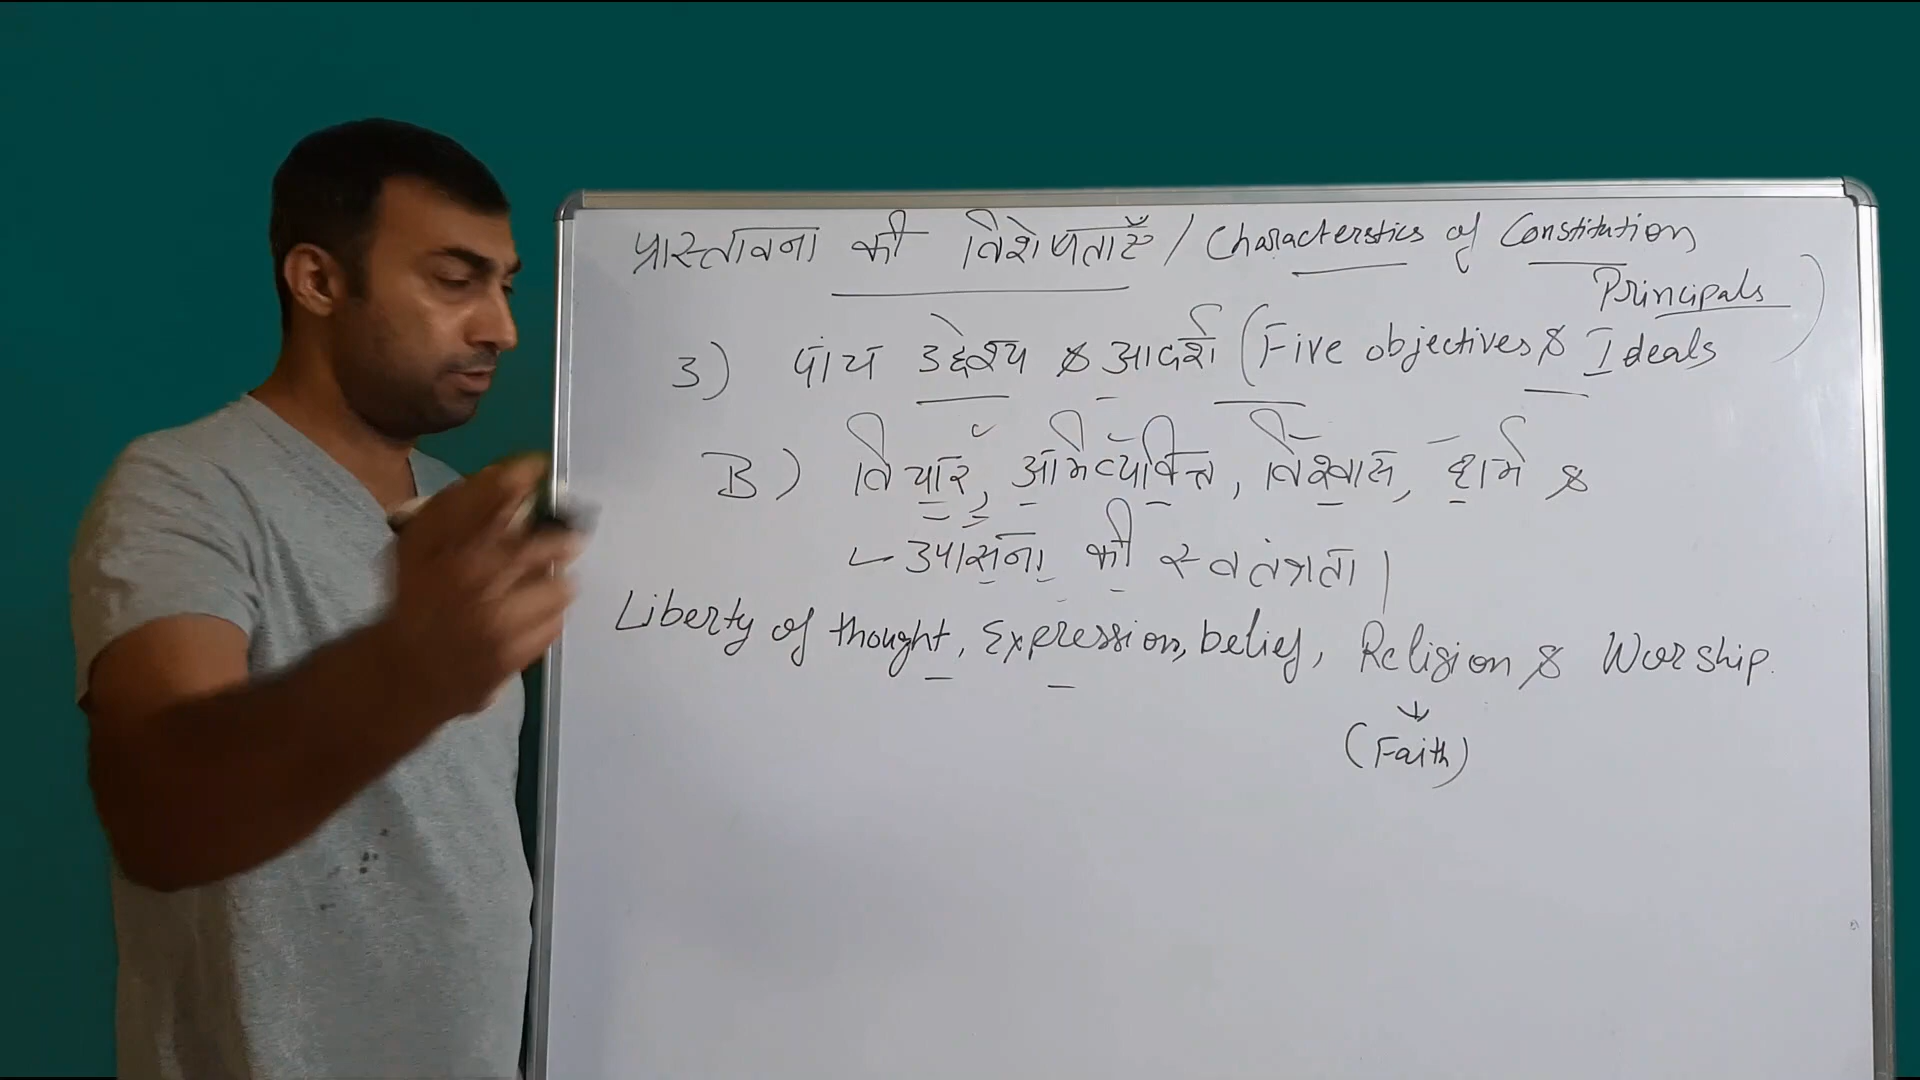 प्रास्तावना की विशेषताएँ / Characterstics of Constitution
Principals
3) पांच उद्देश्य & आदर्श (Five objectives & Ideals)
B) विचार, अभिव्यक्ति, विश्वास, धर्म &
उपासना की स्वतंत्रता।
Liberty of thought, Expression, belief, Religion & Worship.
(Faith)